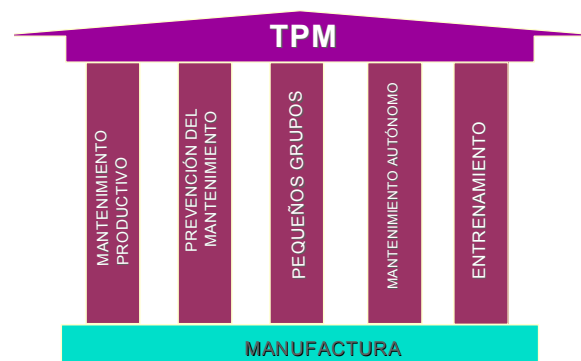 TPM
MANTENIMIENTO
PRODUCTIVO
PREVENCIÓN DEL
MANTENIMIENTO
PEQUEÑOS GRUPOS
MANTENIMIENTO AUTÓNOMO
ENTRENAMIENTO
MANUFACTURA